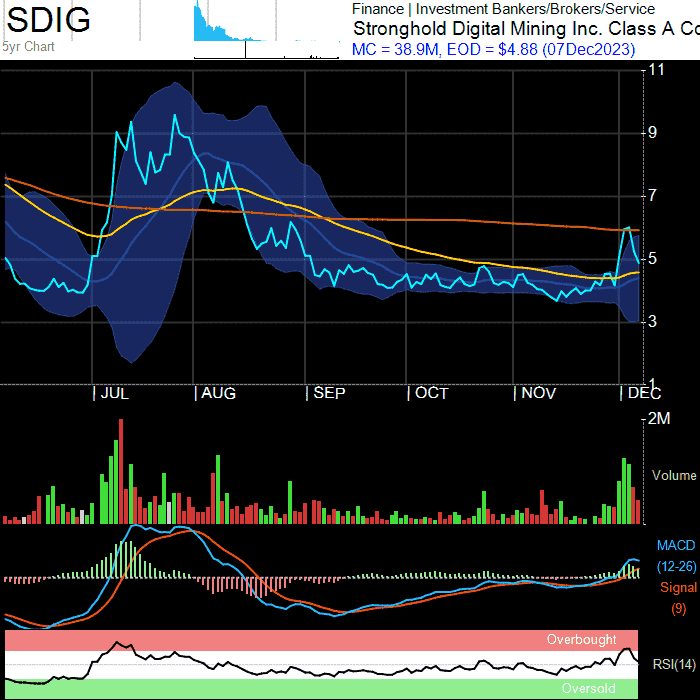 SDIG
5yr Chart
Finance | Investment Bankers/Brokers/Service
Stronghold Digital Mining Inc. Class A Co
MC = 38.9M, EOD = $4.88 (07Dec2023)
11
9
7
5
3
1
| JUL | AUG | SEP | OCT | NOV | DEC
2M
Volume
MACD
(12-26)
Signal
(9)
Overbought
RSI(14)
Oversold